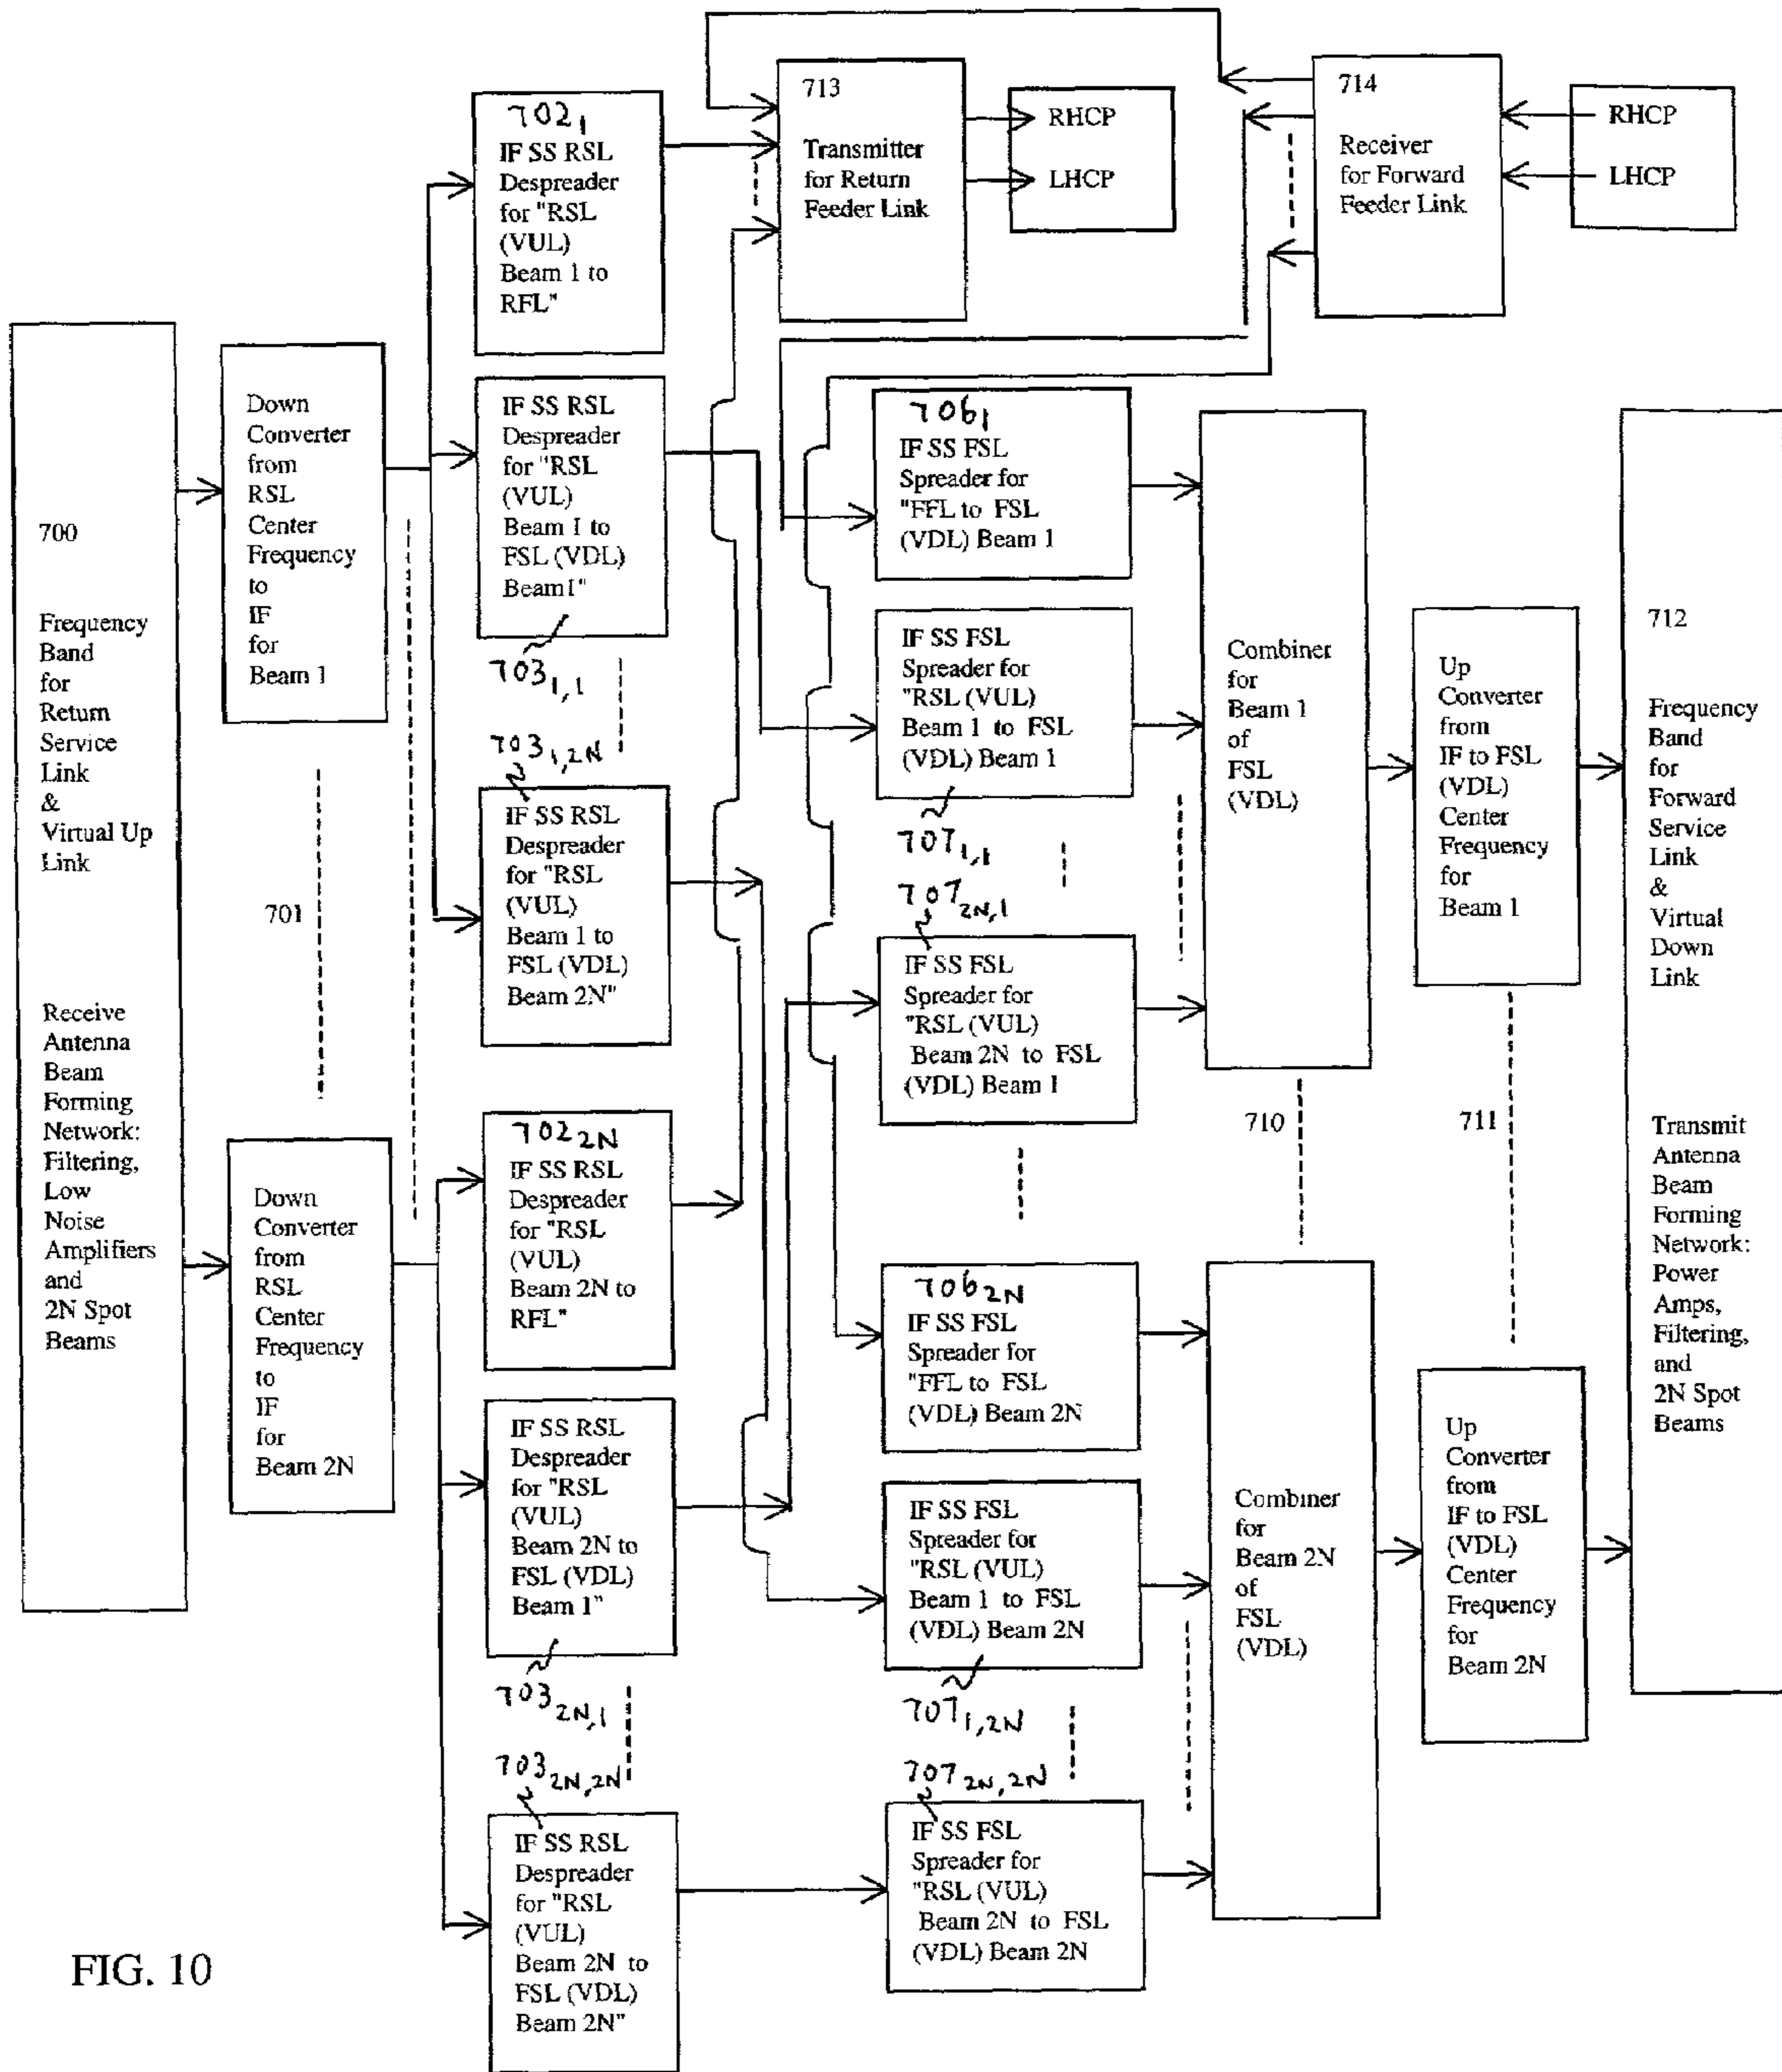 700
Frequency
Band
for
Return
Service
Link
&
Virtual Up
Link
Receive
Antenna
Beam
Forming
Network:
Filtering,
Low
Noise
Amplifiers
and
2N Spot
Beams
Down
Converter
from
RSL
Center
Frequency
to
IF
for
Beam 1
701
Down
Converter
from
RSL
Center
Frequency
to
IF
for
Beam 2N
702₁
IF SS RSL
Despreader
for "RSL
(VUL)
Beam 1 to
RFL"
IF SS RSL
Despreader
for "RSL
(VUL)
Beam 1 to
FSL (VDL)
Beam1"
703₁,₁
703₁,₂N
IF SS RSL
Despreader
for "RSL
(VUL)
Beam 1 to
FSL (VDL)
Beam 2N"
702₂N
IF SS RSL
Despreader
for "RSL
(VUL)
Beam 2N to
RFL"
IF SS RSL
Despreader
for "RSL
(VUL)
Beam 2N to
FSL (VDL)
Beam 1"
703₂N,₁
703₂N,₂N
IF SS RSL
Despreader
for "RSL
(VUL)
Beam 2N to
FSL (VDL)
Beam 2N"
713
Transmitter
for Return
Feeder Link
RHCP
LHCP
714
Receiver
for Forward
Feeder Link
RHCP
LHCP
706₁
IF SS FSL
Spreader for
"FFL to FSL
(VDL) Beam 1
IF SS FSL
Spreader for
"RSL (VUL)
Beam 1 to FSL
(VDL) Beam 1
707₁,₁
707₂N,₁
IF SS FSL
Spreader for
"RSL (VUL)
Beam 2N to FSL
(VDL) Beam 1
706₂N
IF SS FSL
Spreader for
"FFL to FSL
(VDL) Beam 2N
IF SS FSL
Spreader for
"RSL (VUL)
Beam 1 to FSL
(VDL) Beam 2N
707₁,₂N
707₂N,₂N
IF SS FSL
Spreader for
"RSL (VUL)
Beam 2N to FSL
(VDL) Beam 2N
Combiner
for
Beam 1
of
FSL
(VDL)
710
Combiner
for
Beam 2N
of
FSL
(VDL)
Up
Converter
from
IF to FSL
(VDL)
Center
Frequency
for
Beam 1
711
Up
Converter
from
IF to FSL
(VDL)
Center
Frequency
for
Beam 2N
712
Frequency
Band
for
Forward
Service
Link
&
Virtual
Down
Link
Transmit
Antenna
Beam
Forming
Network:
Power
Amps,
Filtering,
and
2N Spot
Beams
FIG. 10